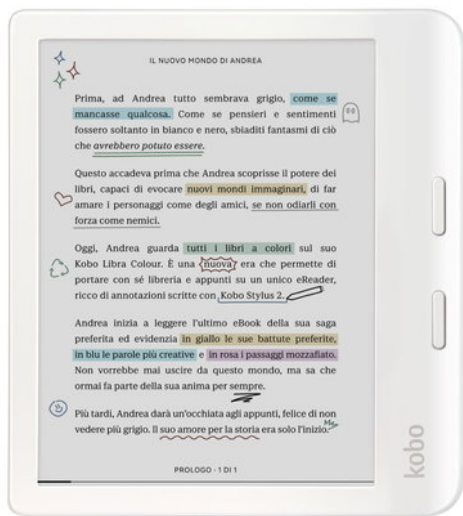 IL NUOVO MONDO DI ANDREA
Prima, ad Andrea tutto sembrava grigio, come se
mancasse qualcosa. Come se pensieri e sentimenti
fossero soltanto in bianco e nero, sbiaditi fantasmi di ciò
che avrebbero potuto essere.
Questo accadeva prima che Andrea scoprisse il potere dei
libri, capaci di evocare nuovi mondi immaginari, di far
amare i personaggi come degli amici, se non odiarli con
forza come nemici.
Oggi, Andrea guarda tutti i libri a colori sul suo
Kobo Libra Colour. È una nuova era che permette di
portare con sé libreria e appunti su un unico eReader,
ricco di annotazioni scritte con Kobo Stylus 2.
Andrea inizia a leggere l'ultimo eBook della sua saga
preferita ed evidenzia in giallo le sue battute preferite,
in blu le parole più creative e in rosa i passaggi mozzafiato.
Non vorrebbe mai uscire da questo mondo, ma sa che
ormai fa parte della sua anima per sempre.
Più tardi, Andrea darà un'occhiata agli appunti, felice di non
vedere più grigio. Il suo amore per la storia era solo l'inizio.
PROLOGO - 1 DI 1
kobo